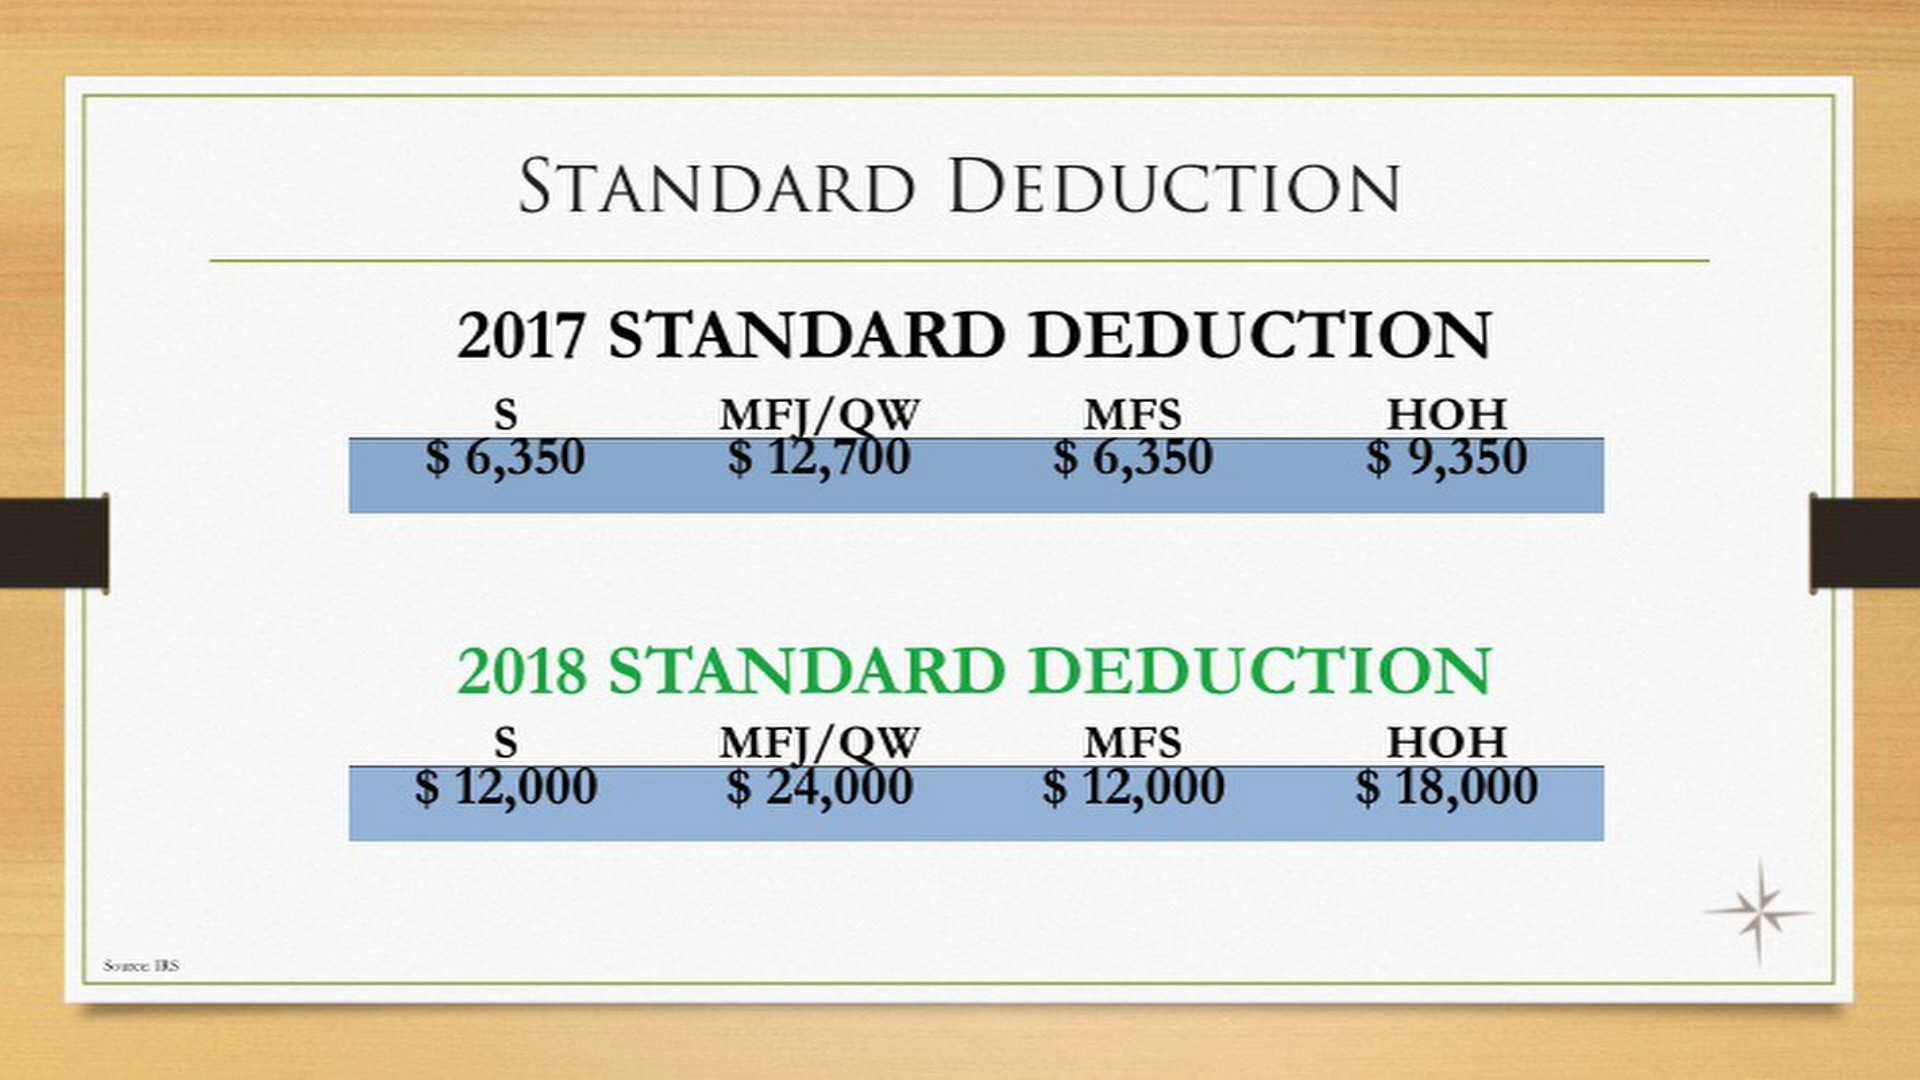 STANDARD DEDUCTION
2017 STANDARD DEDUCTION
S MFJ/QW MFS HOH
$ 6,350 $ 12,700 $ 6,350 $ 9,350
2018 STANDARD DEDUCTION
S MFJ/QW MFS HOH
$ 12,000 $ 24,000 $ 12,000 $ 18,000
Source: IRS